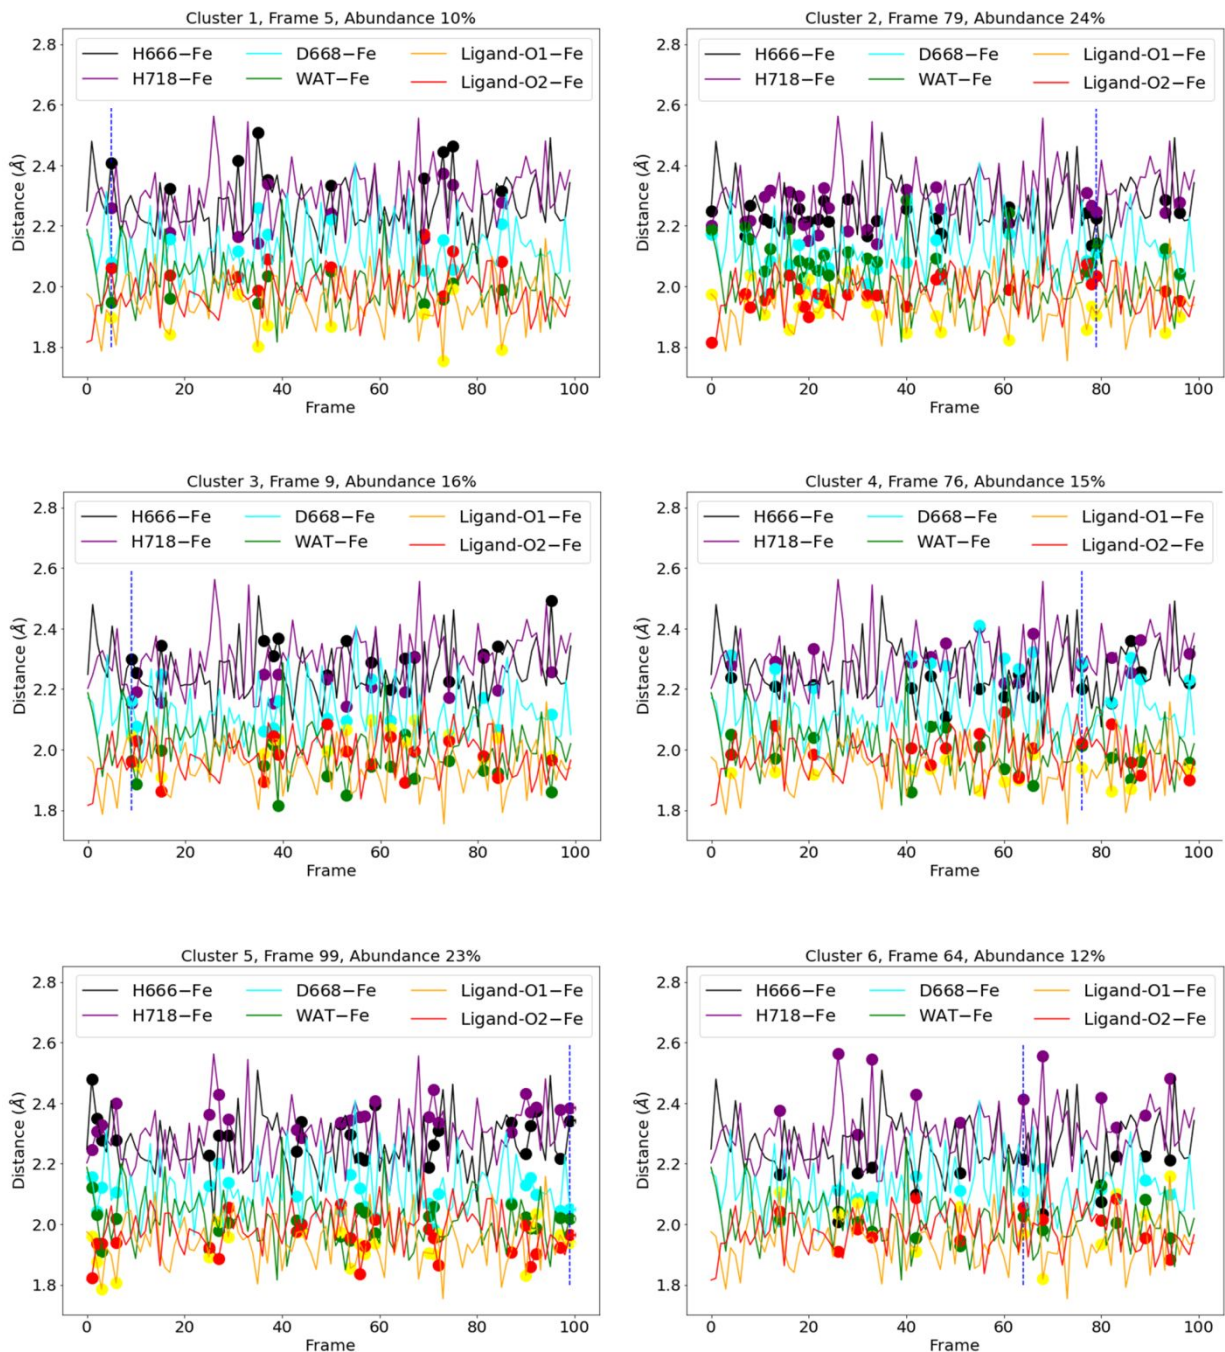 Cluster 1, Frame 5, Abundance 10%
2.8
2.6
2.4
2.2
2.0
1.8
Distance (Å)
H666−Fe
D668−Fe
Ligand-O1−Fe
H718−Fe
WAT−Fe
Ligand-O2−Fe
0 20 40 60 80 100
Frame
Cluster 2, Frame 79, Abundance 24%
2.8
2.6
2.4
2.2
2.0
1.8
Distance (Å)
H666−Fe
D668−Fe
Ligand-O1−Fe
H718−Fe
WAT−Fe
Ligand-O2−Fe
0 20 40 60 80 100
Frame
Cluster 3, Frame 9, Abundance 16%
2.8
2.6
2.4
2.2
2.0
1.8
Distance (Å)
H666−Fe
D668−Fe
Ligand-O1−Fe
H718−Fe
WAT−Fe
Ligand-O2−Fe
0 20 40 60 80 100
Frame
Cluster 4, Frame 76, Abundance 15%
2.8
2.6
2.4
2.2
2.0
1.8
Distance (Å)
H666−Fe
D668−Fe
Ligand-O1−Fe
H718−Fe
WAT−Fe
Ligand-O2−Fe
0 20 40 60 80 100
Frame
Cluster 5, Frame 99, Abundance 23%
2.8
2.6
2.4
2.2
2.0
1.8
Distance (Å)
H666−Fe
D668−Fe
Ligand-O1−Fe
H718−Fe
WAT−Fe
Ligand-O2−Fe
0 20 40 60 80 100
Frame
Cluster 6, Frame 64, Abundance 12%
2.8
2.6
2.4
2.2
2.0
1.8
Distance (Å)
H666−Fe
D668−Fe
Ligand-O1−Fe
H718−Fe
WAT−Fe
Ligand-O2−Fe
0 20 40 60 80 100
Frame